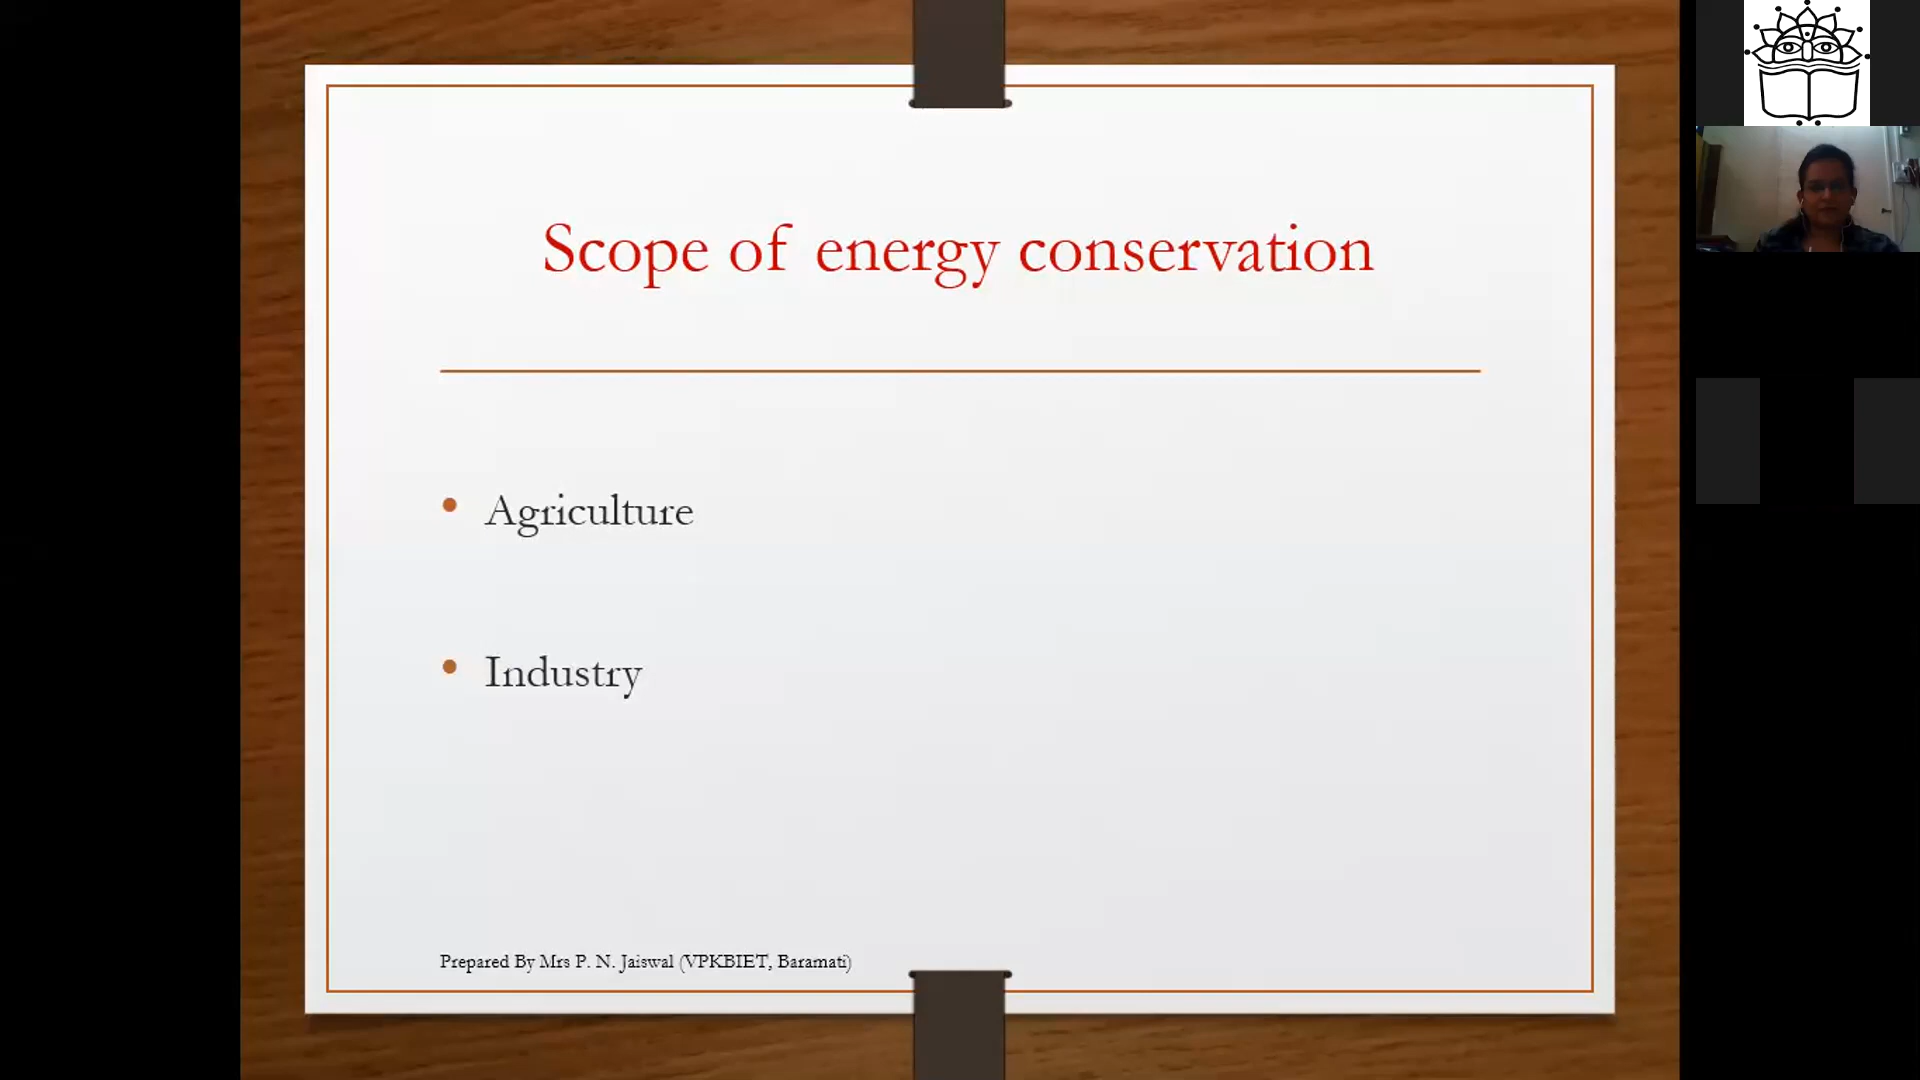 Scope of energy conservation
• Agriculture
• Industry
Prepared By Mrs P. N. Jaiswal (VPKBIET, Baramati)